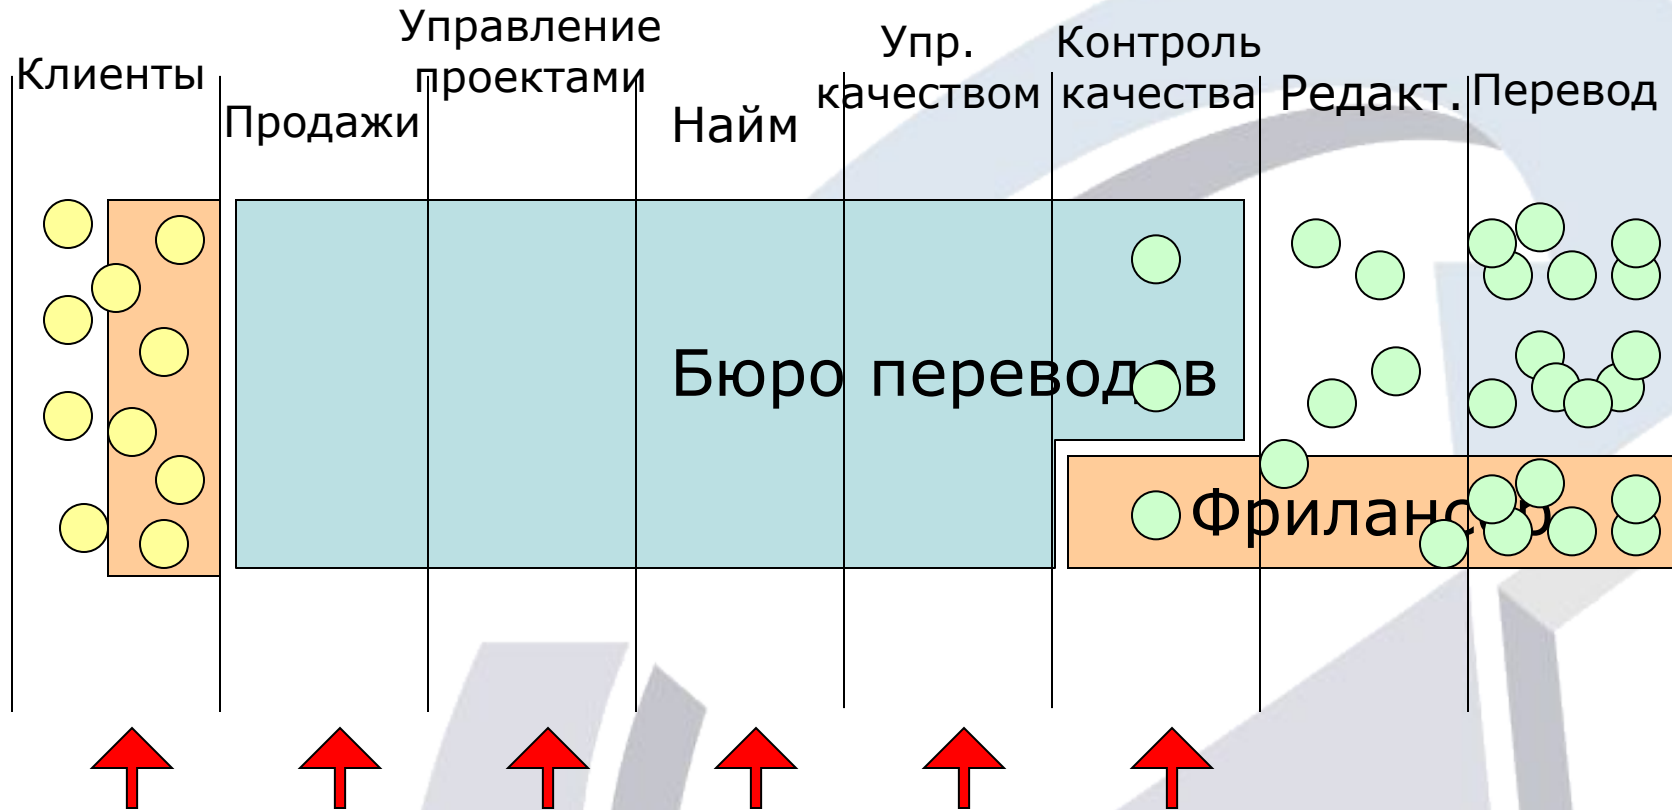 Клиенты
Продажи
Управление
проектами
Найм
Упр.
качеством
Контроль
качества
Редакт.
Перевод
Бюро переводов
Фрилансер